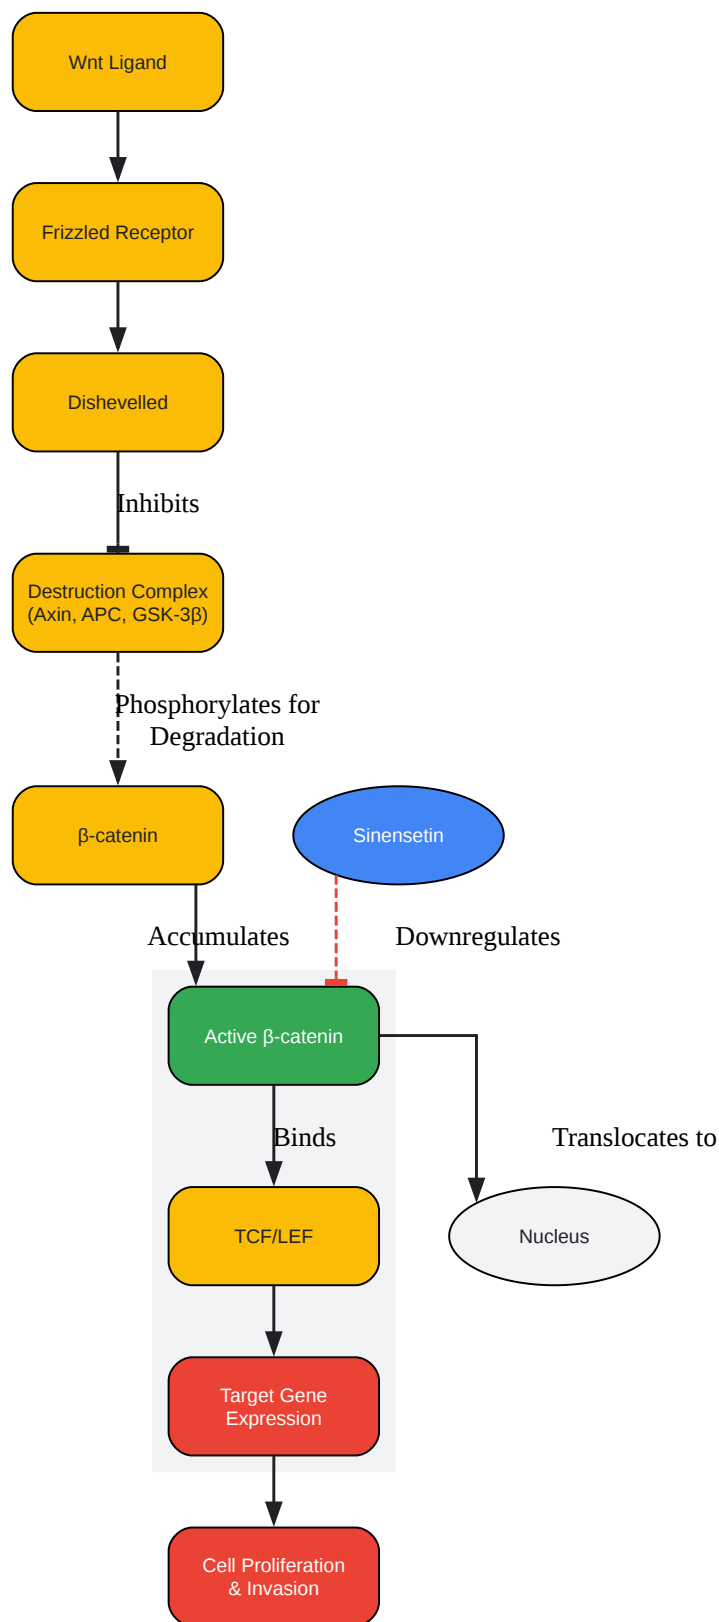 Wnt Ligand
Frizzled Receptor
Dishevelled
Inhibits
Destruction Complex
(Axin, APC, GSK-3β)
Phosphorylates for
Degradation
β-catenin
Sinensetin
Accumulates
Downregulates
Active β-catenin
Binds
Translocates to
TCF/LEF
Nucleus
Target Gene
Expression
Cell Proliferation
& Invasion